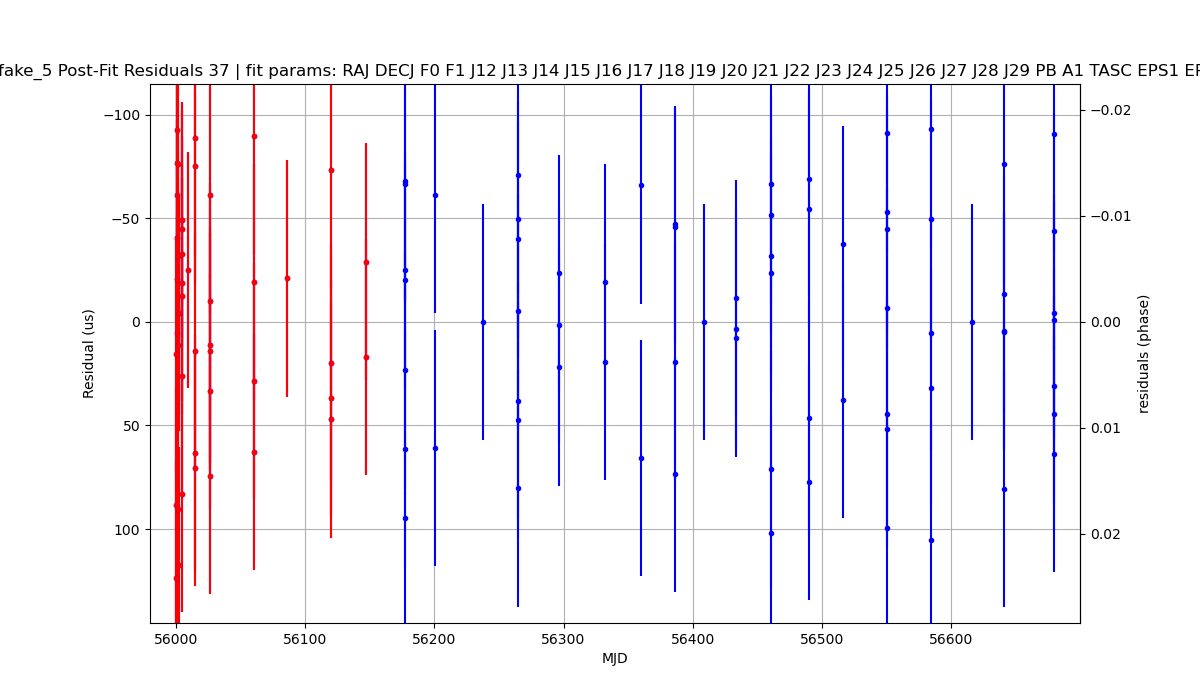 fake_5 Post-Fit Residuals 37 | fit params: RAJ DECJ F0 F1 J12 J13 J14 J15 J16 J17 J18 J19 J20 J21 J22 J23 J24 J25 J26 J27 J28 J29 PB A1 TASC EPS1
−100
−50
0
50
100
Residual (us)
−0.02
−0.01
0.00
0.01
0.02
residuals (phase)
56000 56100 56200 56300 56400 56500 56600
MJD